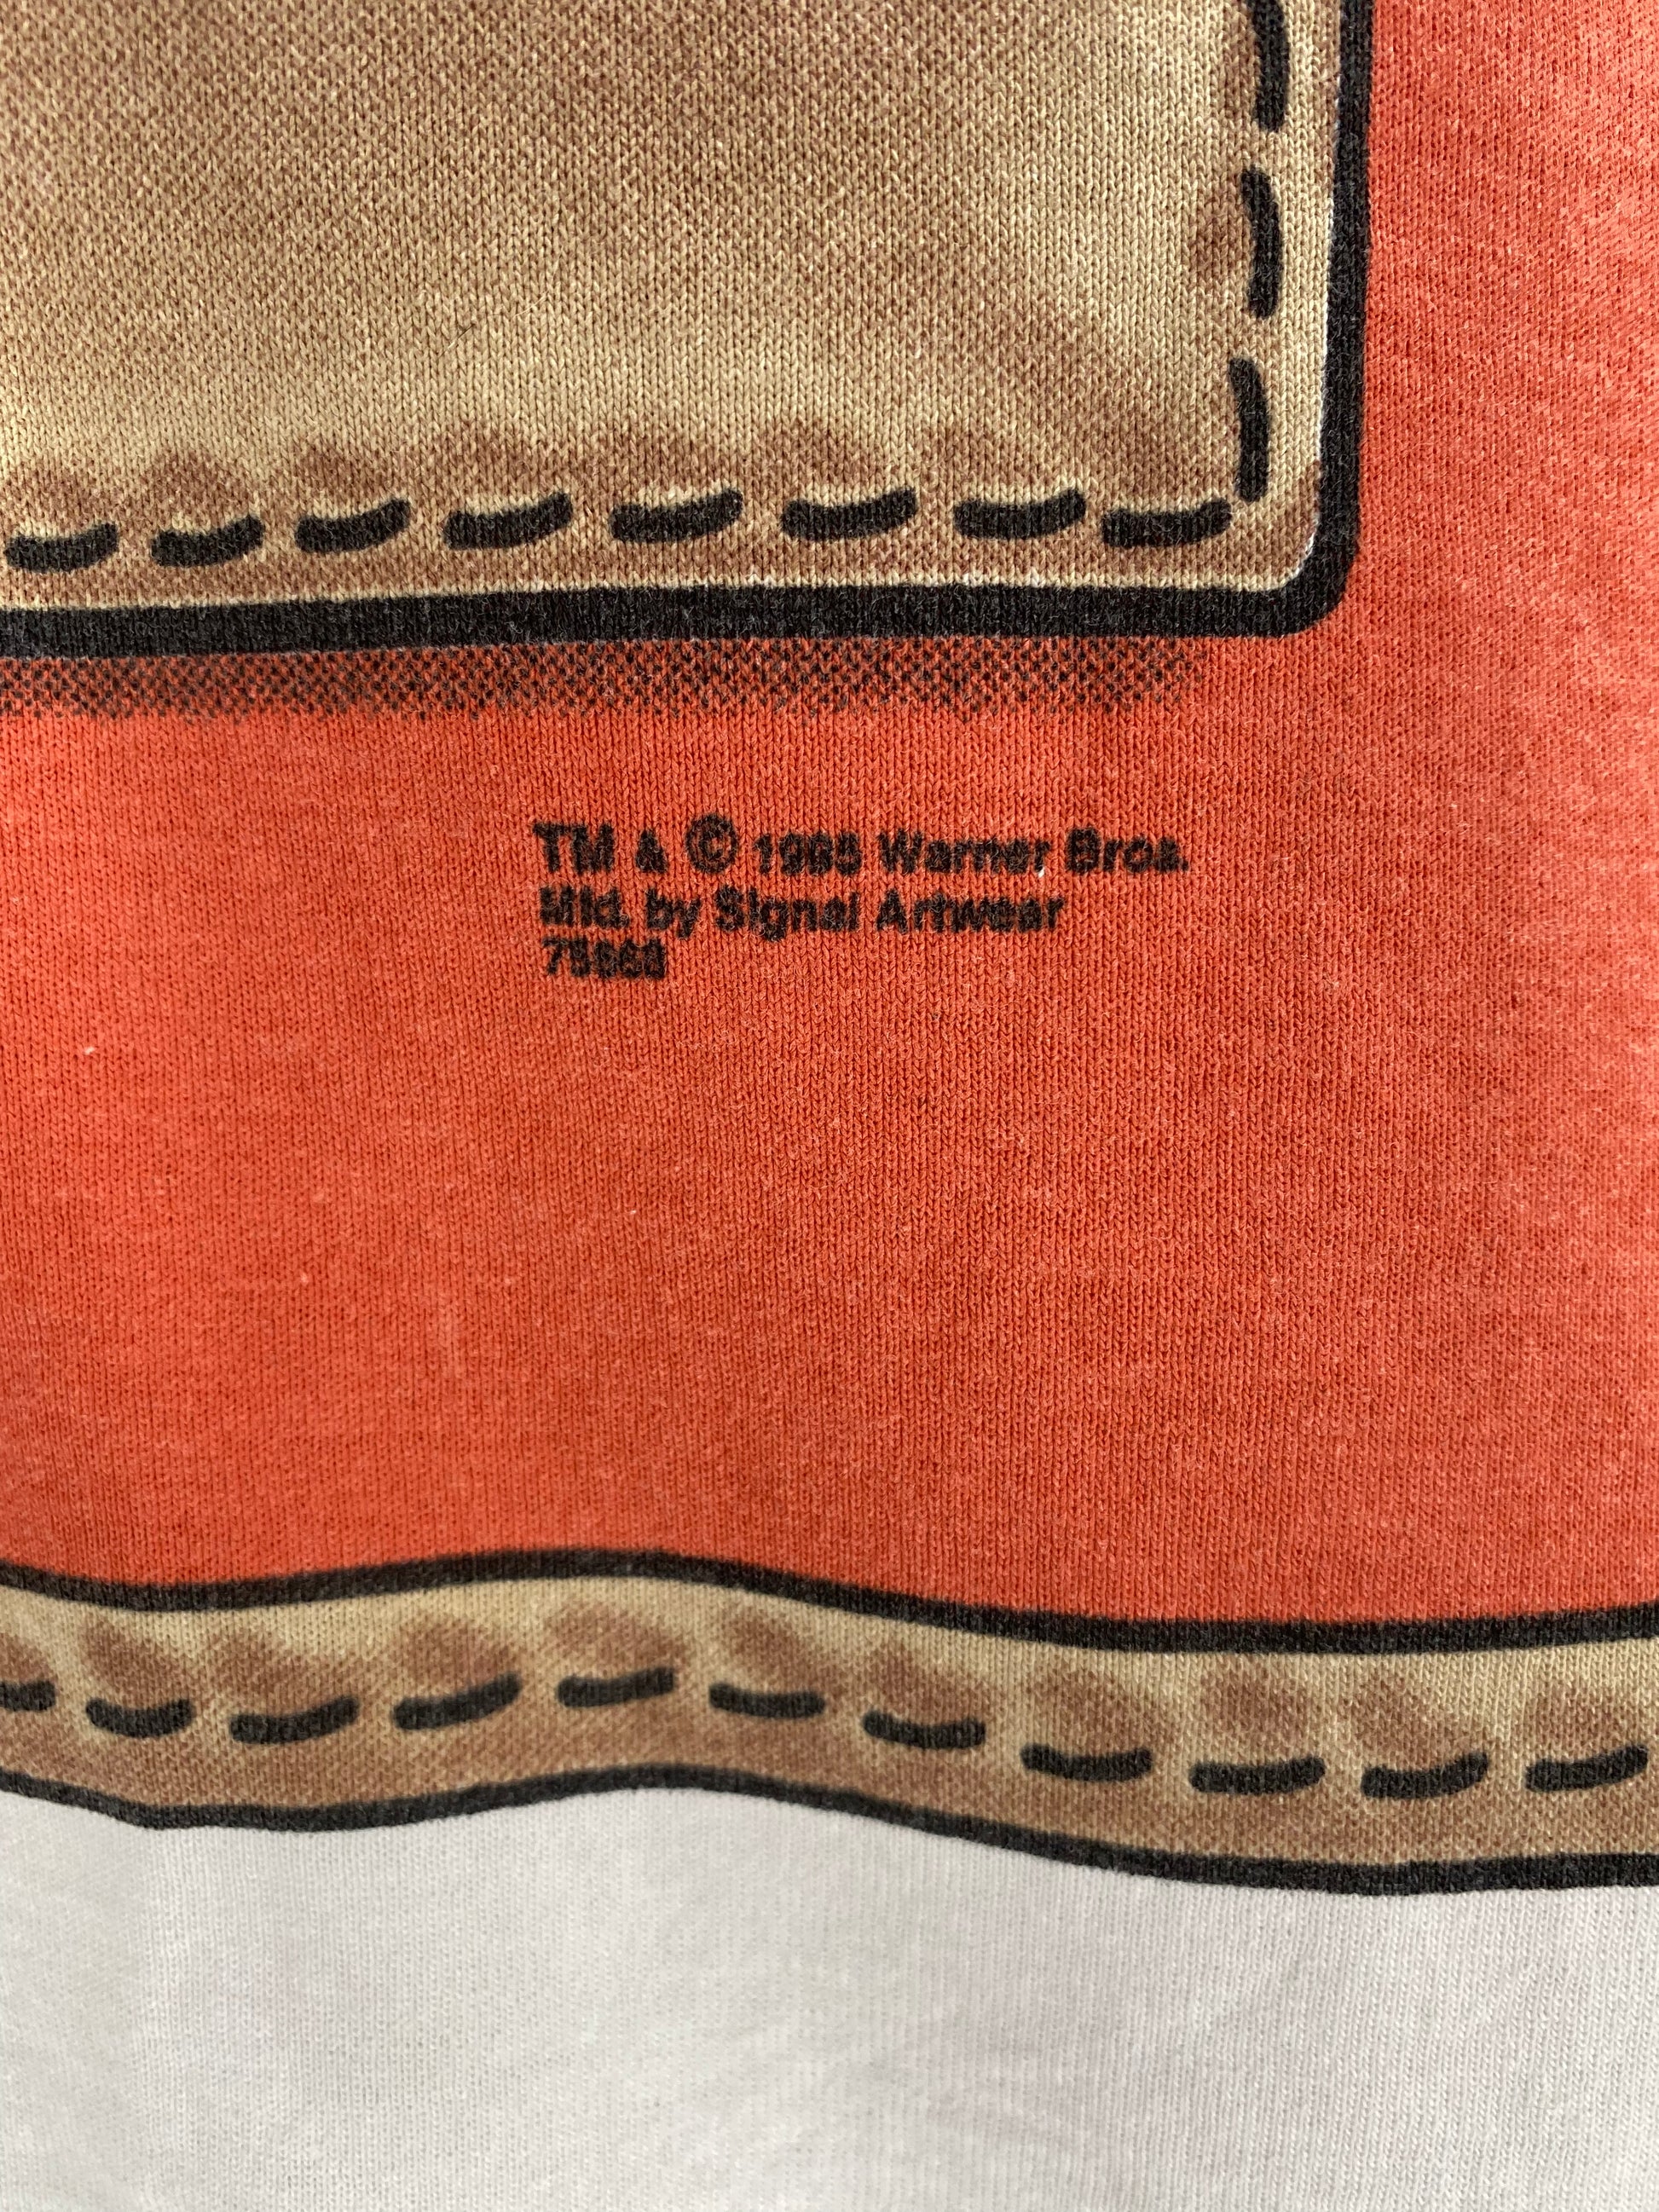 TM & © 1995 Warner Bros.
Mfd. by Signal Artwear